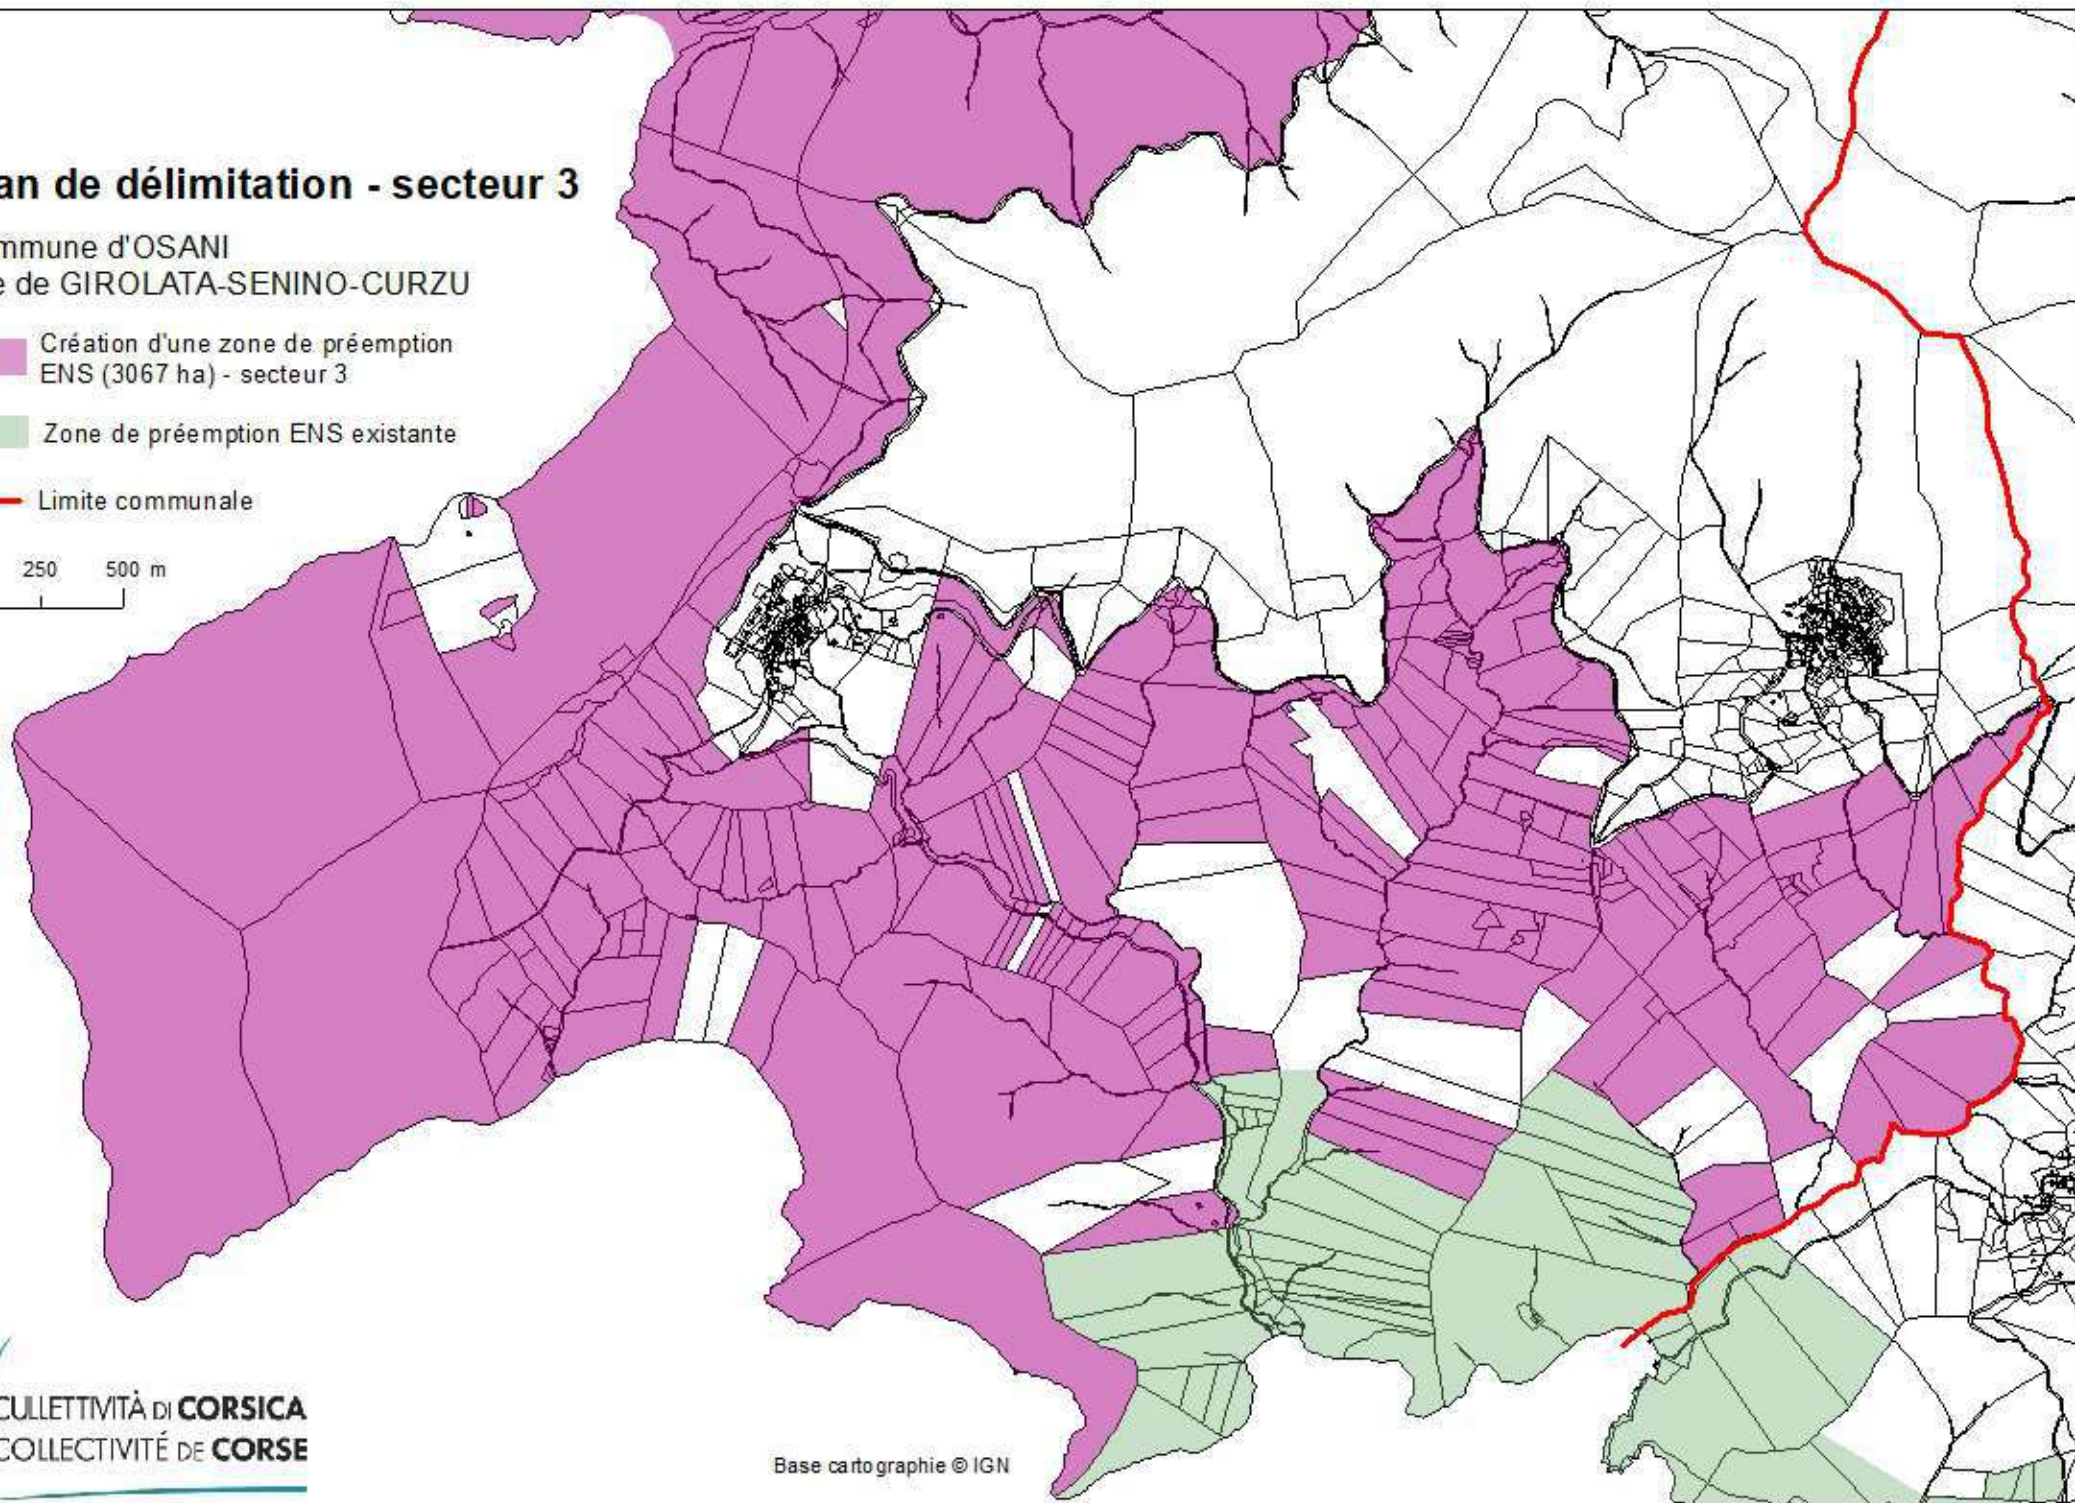 an de délimitation - secteur 3
mmune d'OSANI
e de GIROLATA-SENINO-CURZU
Création d'une zone de préemption
ENS (3067 ha) - secteur 3
Zone de préemption ENS existante
Limite communale
250 500 m
CULLETTIVITÀ DI CORSICA
COLLECTIVITÉ DE CORSE
Base cartographie © IGN